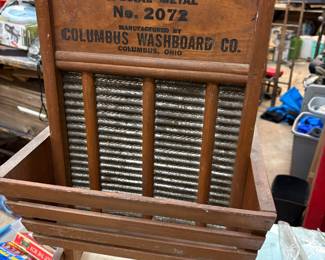 No. 2072
MANUFACTURED BY
COLUMBUS WASHBOARD CO.
COLUMBUS, OHIO